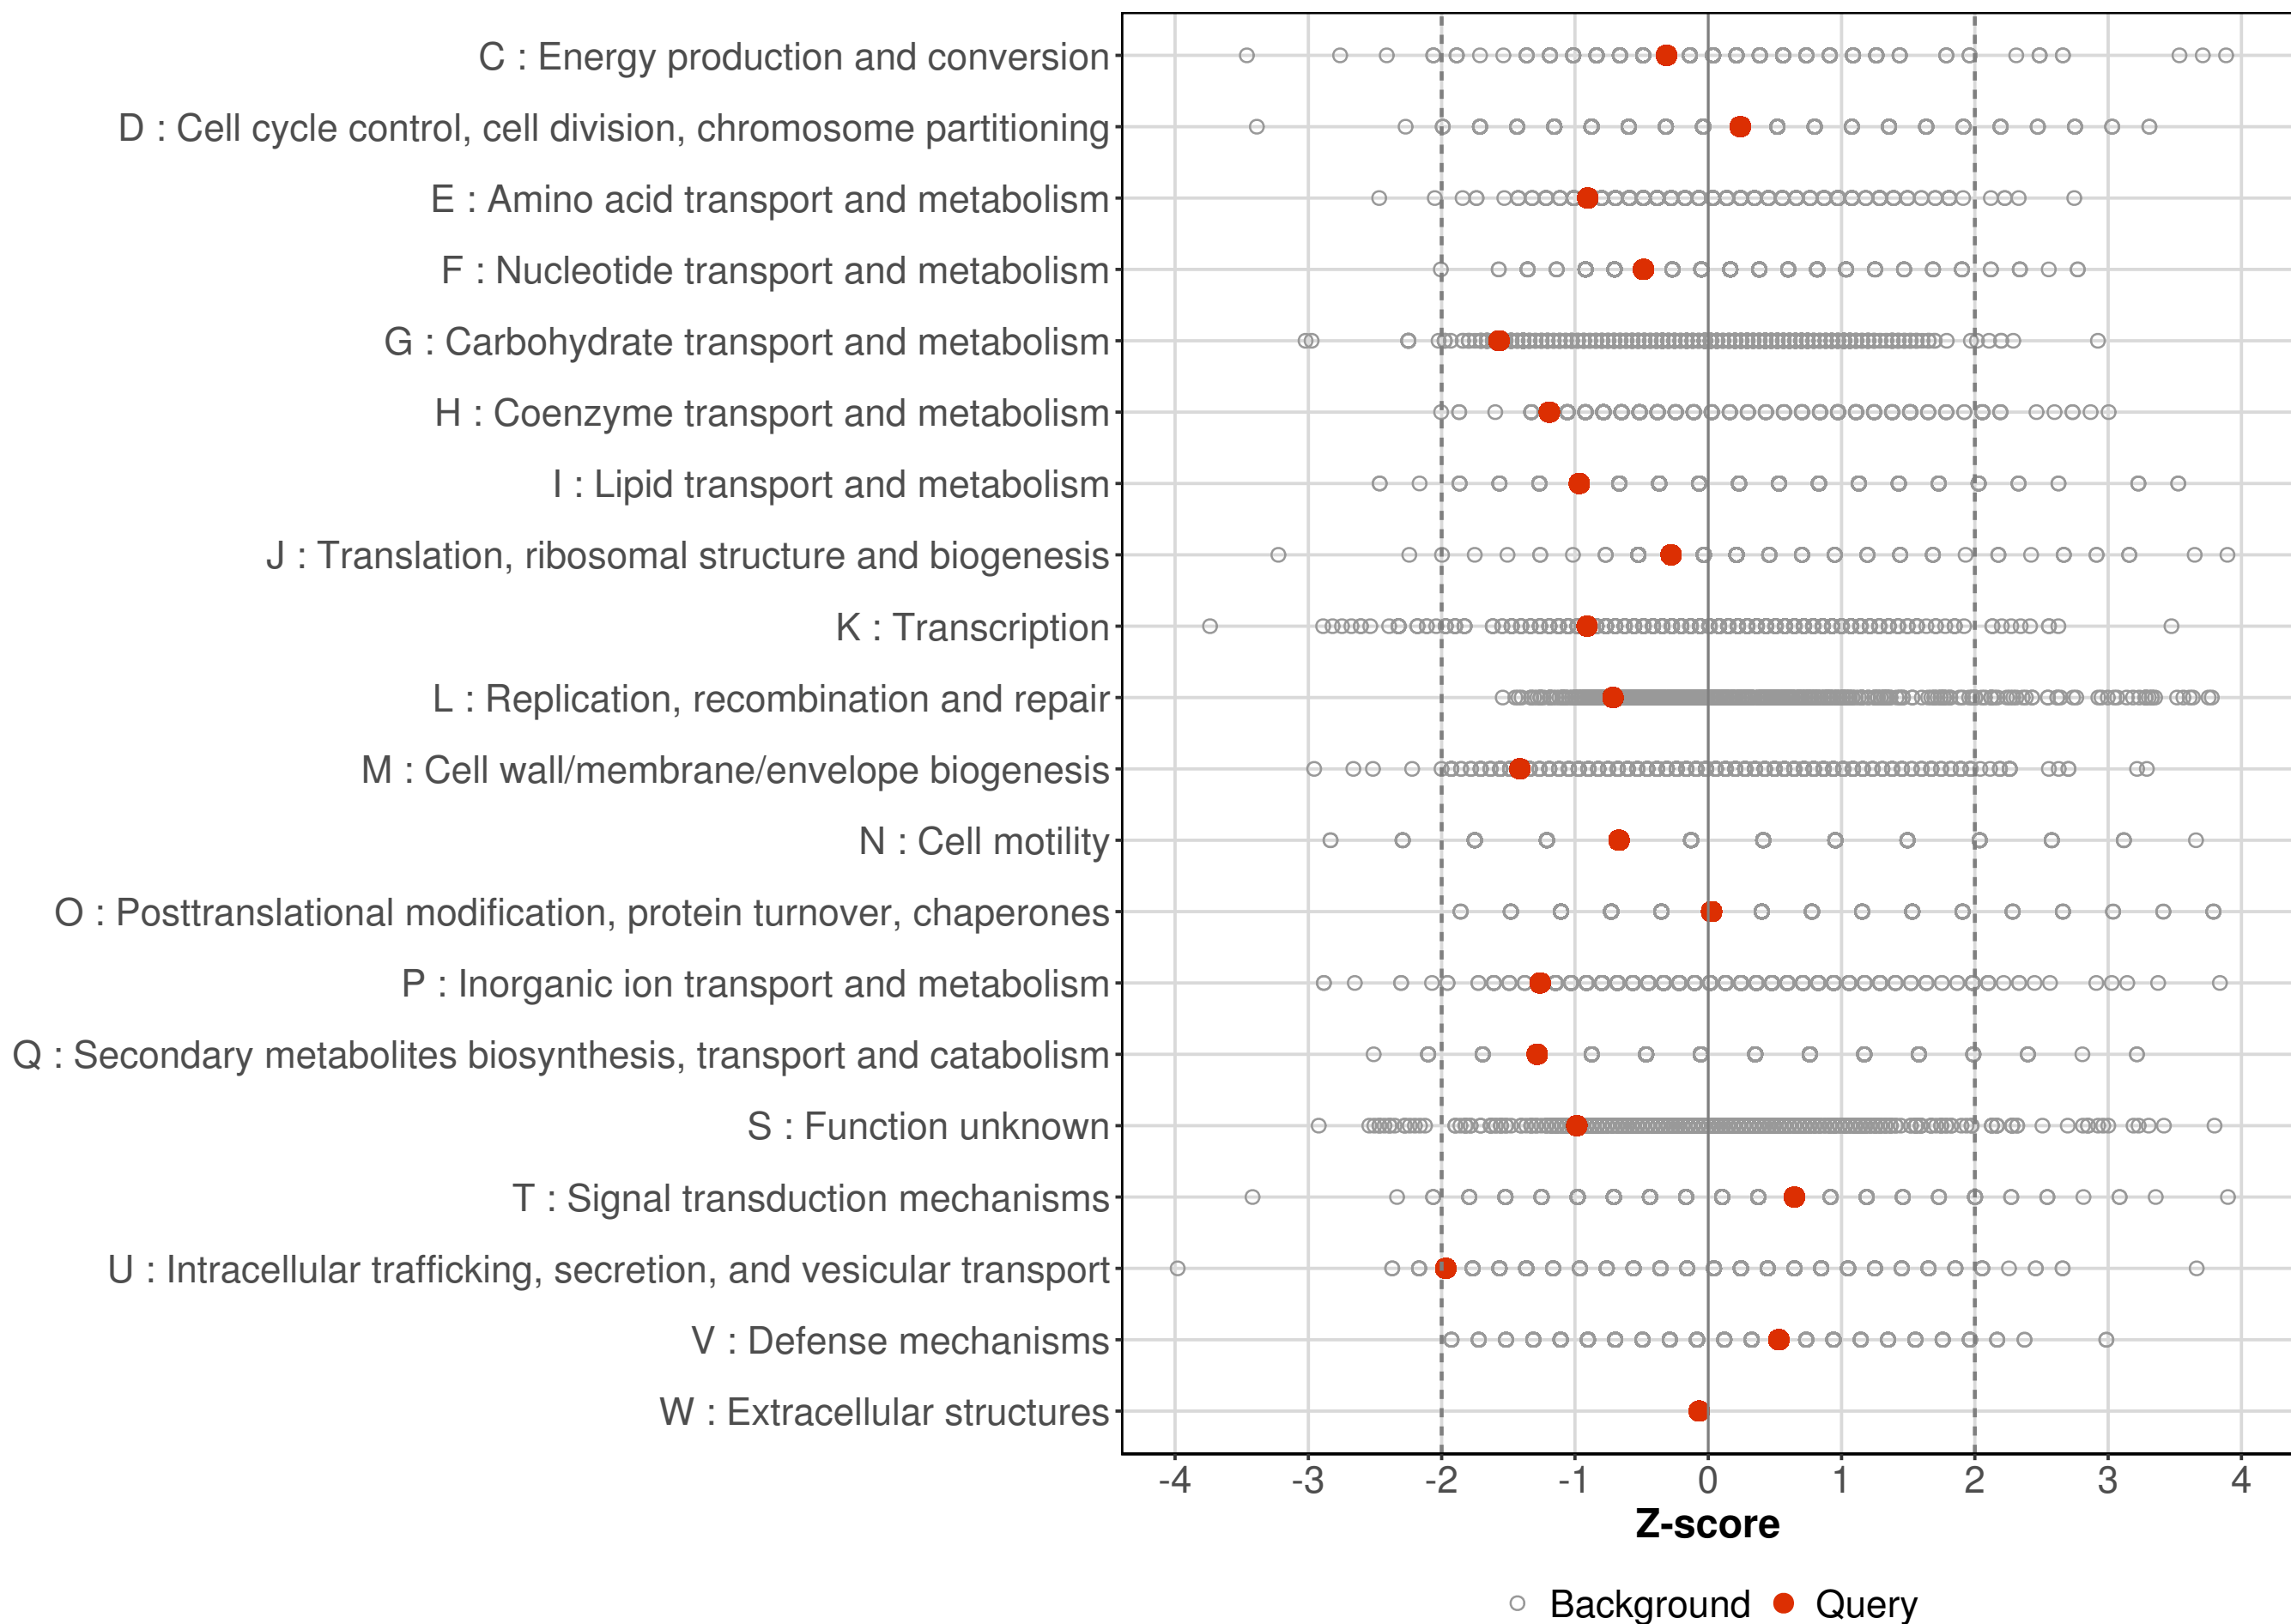 C : Energy production and conversion
D : Cell cycle control, cell division, chromosome partitioning
E : Amino acid transport and metabolism
F : Nucleotide transport and metabolism
G : Carbohydrate transport and metabolism
H : Coenzyme transport and metabolism
I : Lipid transport and metabolism
J : Translation, ribosomal structure and biogenesis
K : Transcription
L : Replication, recombination and repair
M : Cell wall/membrane/envelope biogenesis
N : Cell motility
O : Posttranslational modification, protein turnover, chaperones
P : Inorganic ion transport and metabolism
Q : Secondary metabolites biosynthesis, transport and catabolism
S : Function unknown
T : Signal transduction mechanisms
U : Intracellular trafficking, secretion, and vesicular transport
V : Defense mechanisms
W : Extracellular structures
-4 -3 -2 -1 0 1 2 3 4
Z-score
Background Query